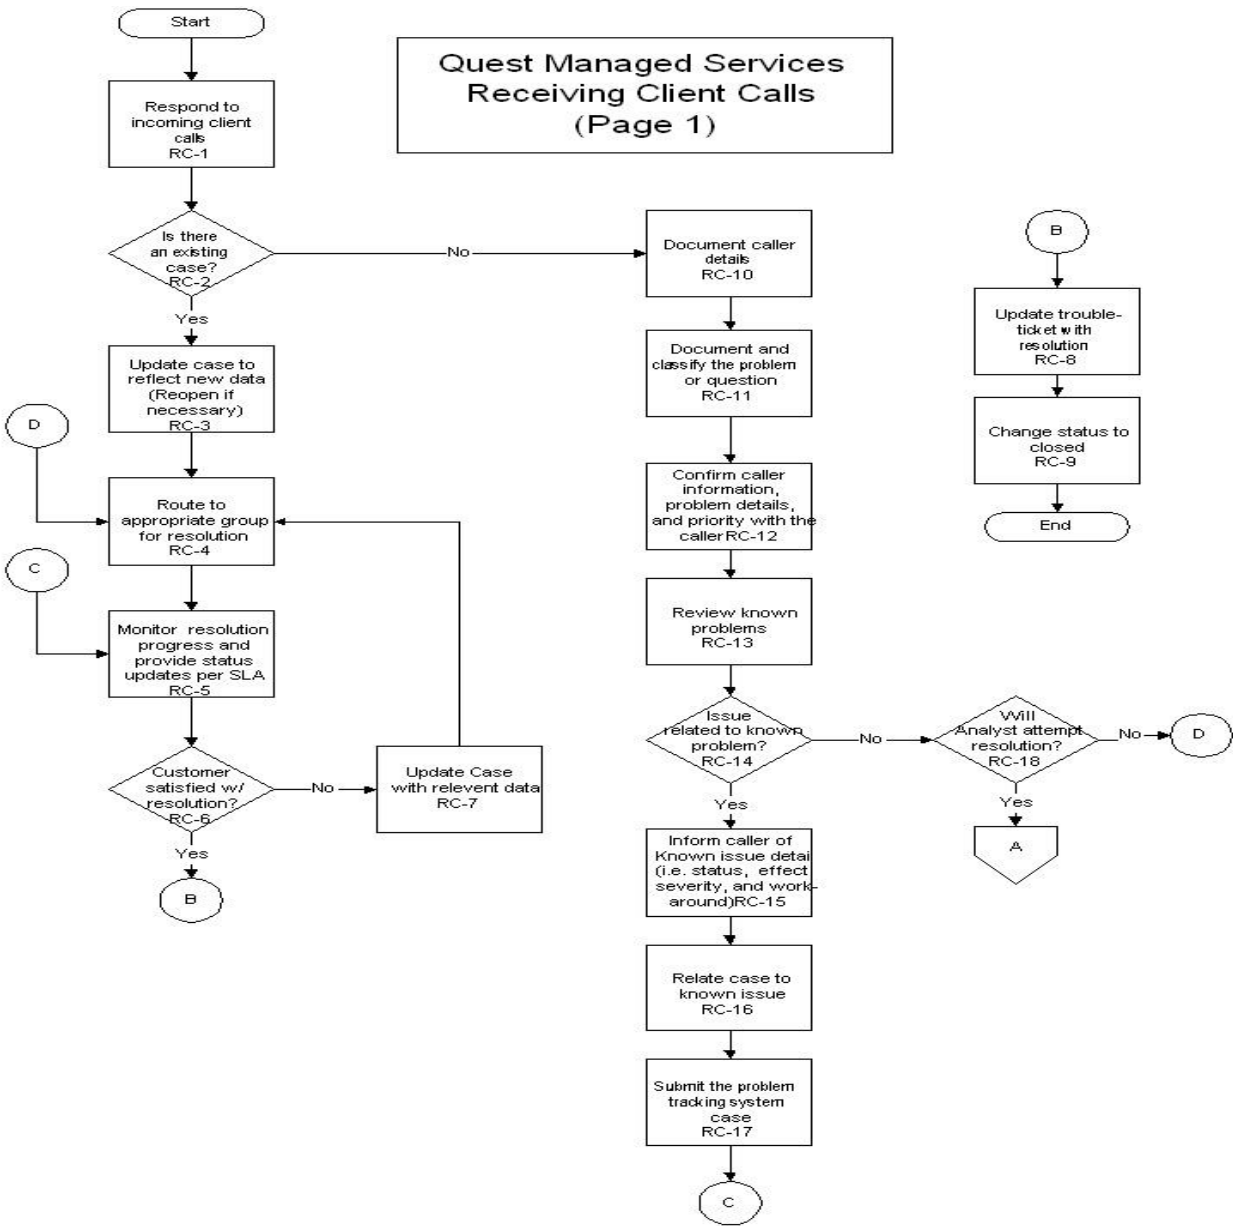 Start
Quest Managed Services
Receiving Client Calls
(Page 1)
Respond to
incoming client
calls
RC-1
Is there
an existing
case?
RC-2
No
Yes
Update case to
reflect new data
(Reopen if
necessary)
RC-3
D
Route to
appropriate group
for resolution
RC-4
C
Monitor resolution
progress and
provide status
updates per SLA
RC-5
Customer
satisfied w/
resolution?
RC-6
No
Update Case
with relevent data
RC-7
Yes
B
Document caller
details
RC-10
Document and
classify the problem
or question
RC-11
Confirm caller
information,
problem details,
and priority with the
callerRC-12
Review known
problems
RC-13
Issue
related to known
problem?
RC-14
No
Will
Analyst attempt
resolution?
RC-18
No
D
Yes
A
Yes
Inform caller of
Known issue detai
(i.e. status, effect
severity, and work-
around)RC-15
Relate case to
known issue
RC-16
Submit the problem
tracking system
case
RC-17
C
B
Update trouble-
ticket with
resolution
RC-8
Change status to
closed
RC-9
End